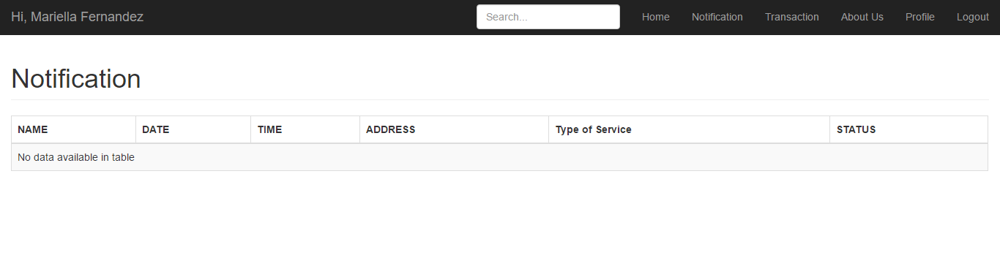 Hi, Mariella Fernandez Search... Home Notification Transaction About Us Profile Logout
Notification
NAME DATE TIME ADDRESS Type of Service STATUS
No data available in table